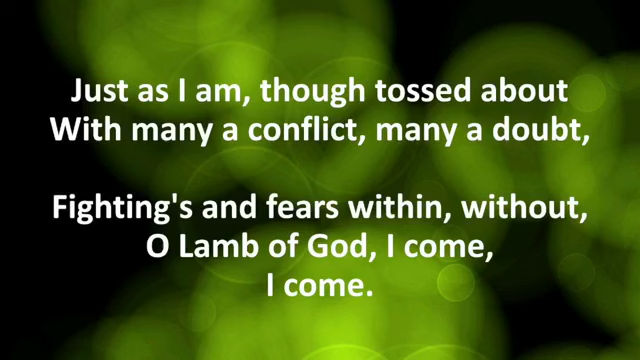 Just as I am, though tossed about
With many a conflict, many a doubt,
Fighting's and fears within, without,
O Lamb of God, I come,
I come.